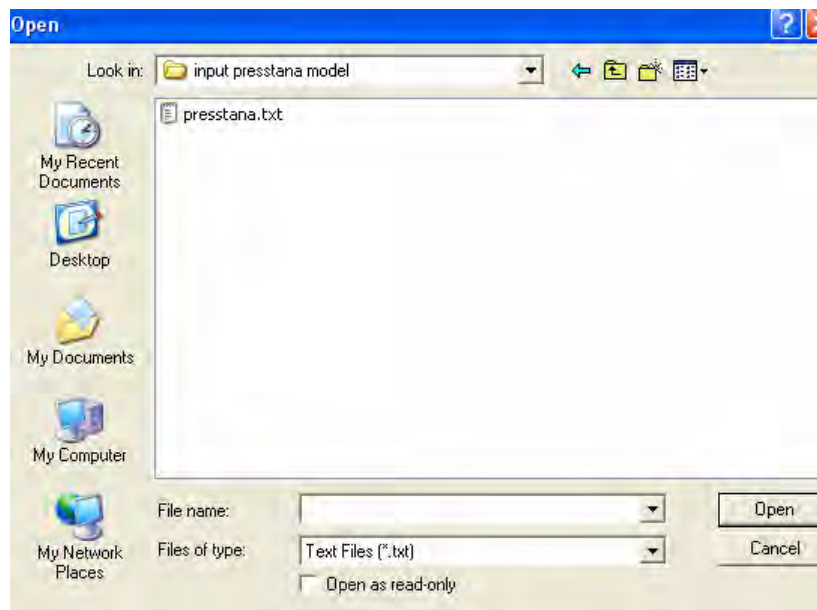 Open
Look in: input presstana model
presstana.txt
My Recent
Documents
Desktop
My Documents
My Computer
My Network
Places
File name:
Open
Files of type: Text Files (*.txt)
Cancel
Open as read-only